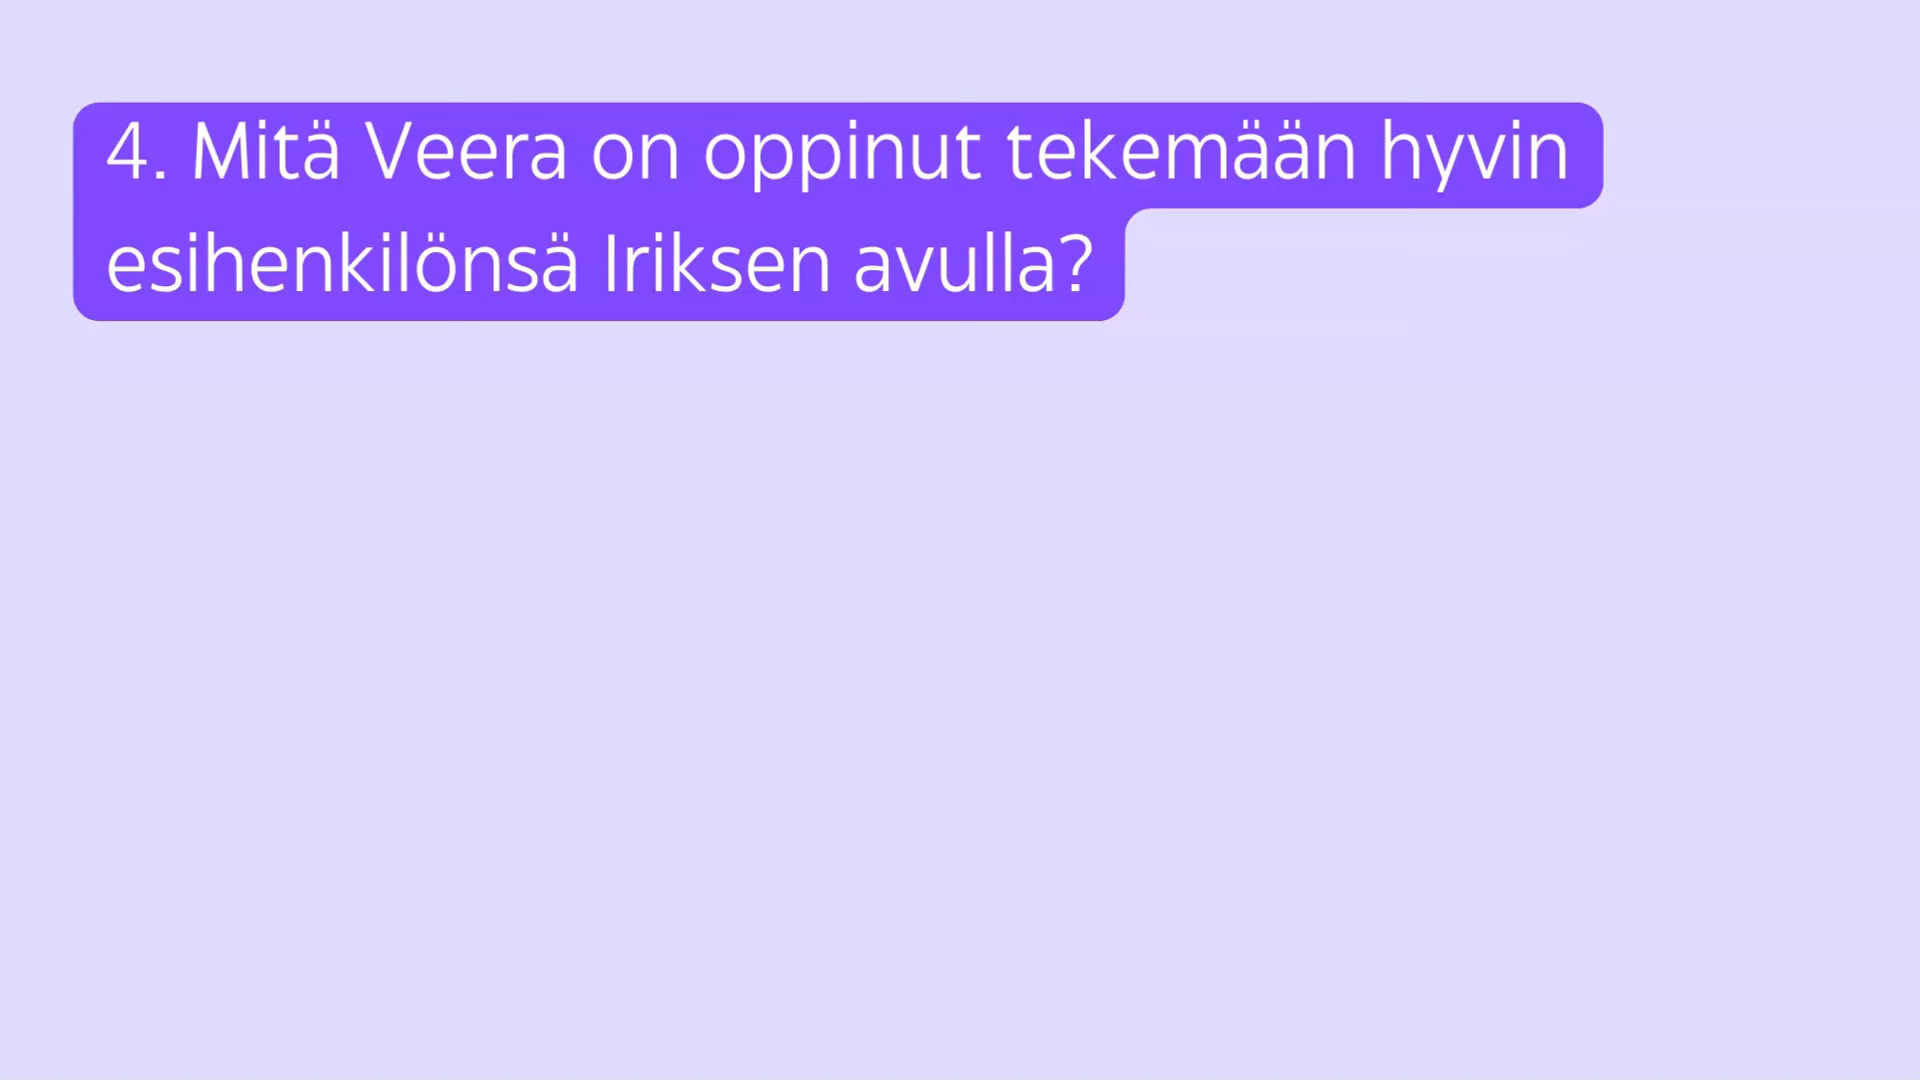 4. Mitä Veera on oppinut tekemään hyvin
esihenkilönsä Iriksen avulla?